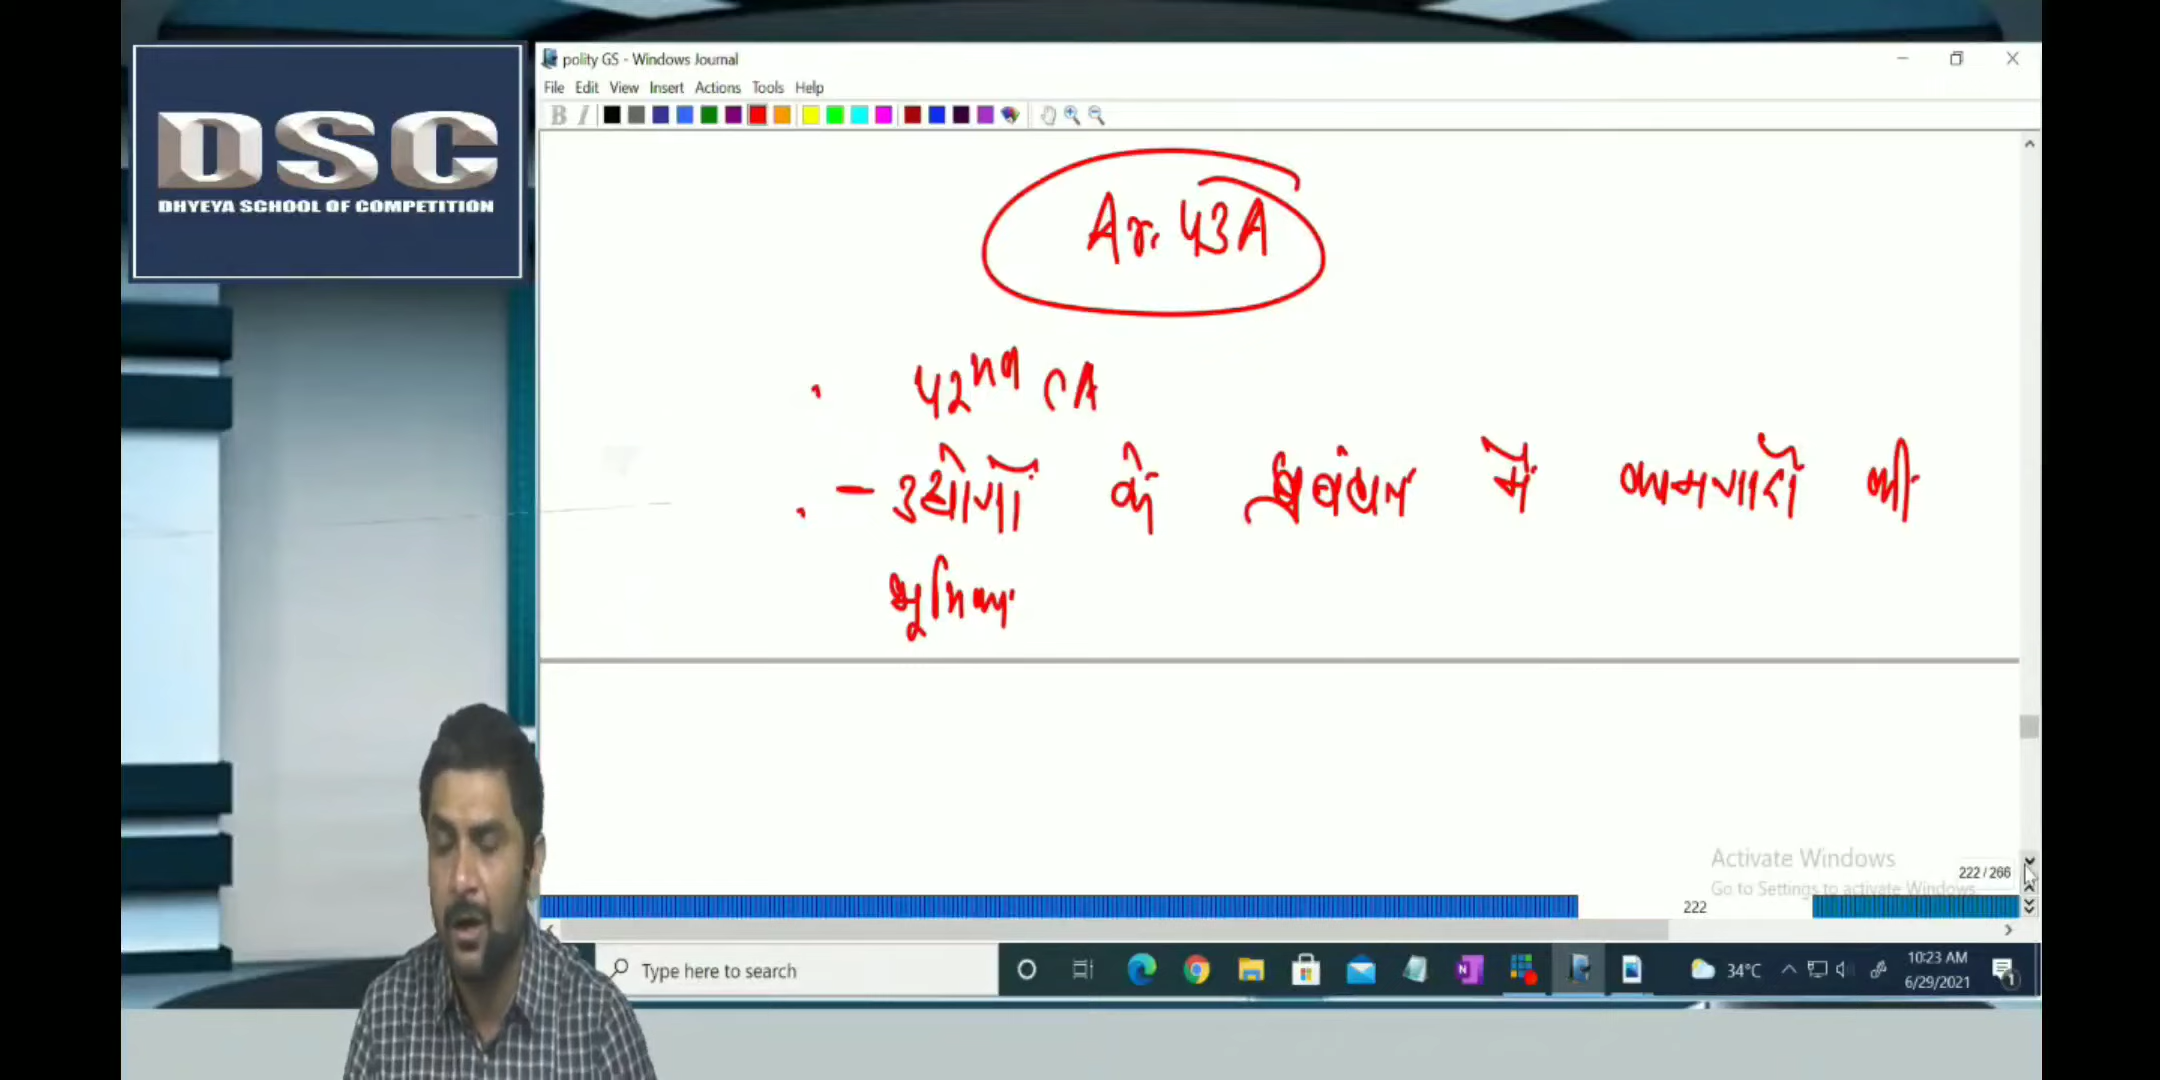 DSC
DHYEYA SCHOOL OF COMPETITION
polity GS - Windows Journal
File Edit View Insert Actions Tools Help
B I
Ar. 43A
42nd CA
- उद्योगों के प्रबंधन में कामगारों की
भूमिका
Activate Windows
Go to Settings to activate Windows.
222 / 266
222
Type here to search
34°C
10:23 AM
6/29/2021
1